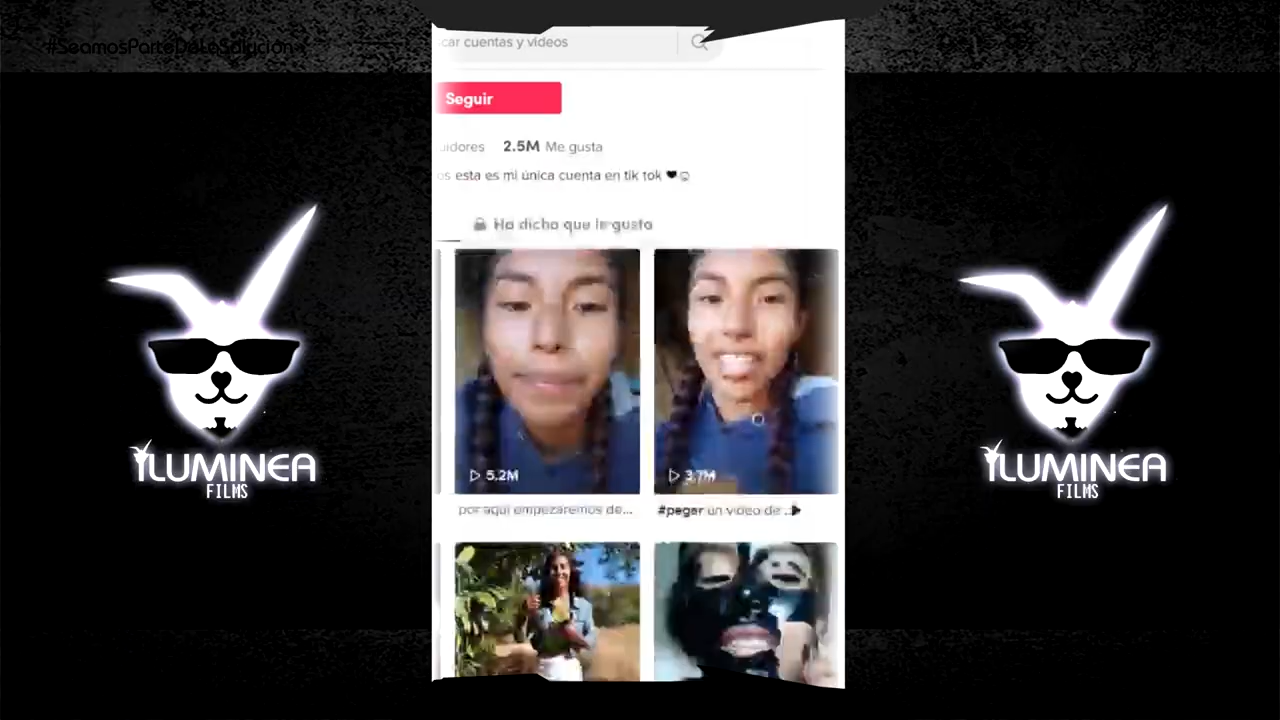 #SeamosParteDeLaSolución
car cuentas y videos
Seguir
idores 2.5M Me gusta
os esta es mi única cuenta en tik tok
Ha dicho que le gusta
5.2M
3.7M
por aquí empezaremos de...
#pegar un video de ...
ILUMINEA
FILMS
ILUMINEA
FILMS